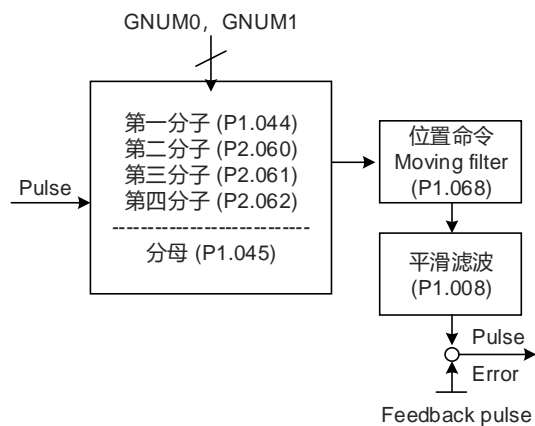 GNUM0，GNUM1
第一分子 (P1.044)
第二分子 (P2.060)
第三分子 (P2.061)
第四分子 (P2.062)
分母 (P1.045)
Pulse
位置命令
Moving filter
(P1.068)
平滑滤波
(P1.008)
Pulse
Error
Feedback pulse